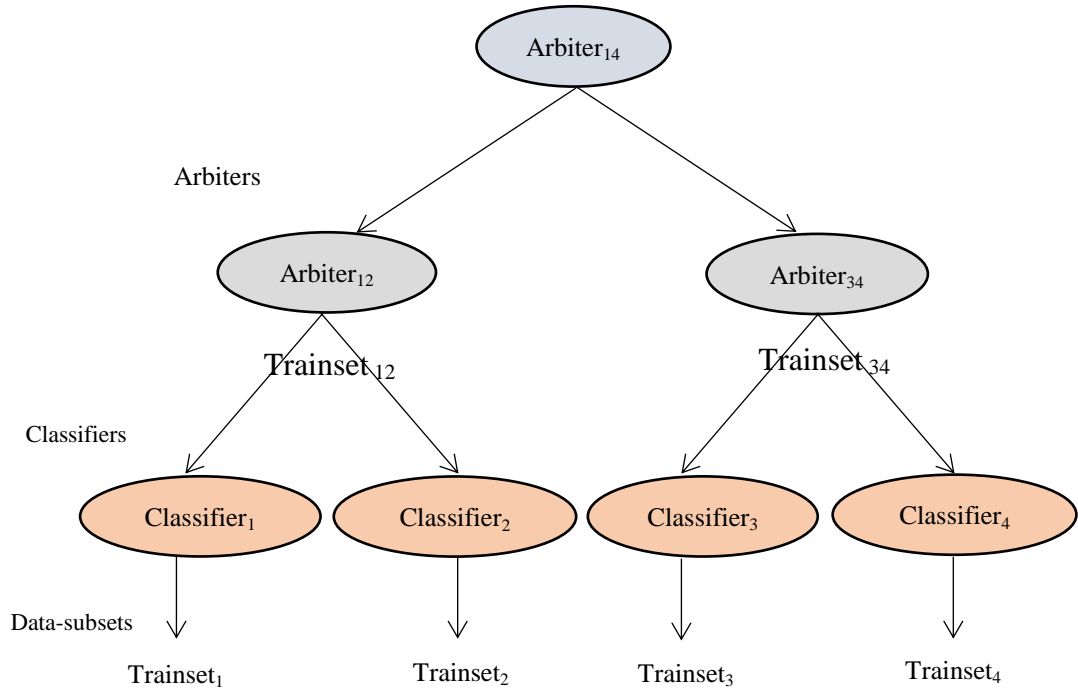 Arbiter₁₄
Arbiters
Arbiter₁₂
Arbiter₃₄
Trainset ₁₂
Trainset ₃₄
Classifiers
Classifier₁
Classifier₂
Classifier₃
Classifier₄
Data-subsets
Trainset₁
Trainset₂
Trainset₃
Trainset₄